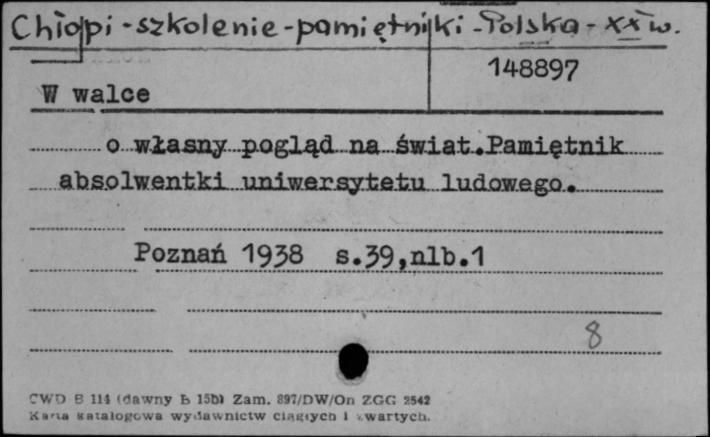 Chłopi - szkolenie - pamiętniki - Polska - XX w.
148897
W walce
o własny pogląd na świat.Pamiętnik
absolwentki uniwersytetu ludowego.
Poznań 1938 s.39,nlb.1
8
CWD B 114 (dawny b 15b) Zam. 897/DW/On ZGG 2542
Karta katalogowa wydawnictw ciągłych i zwartych.